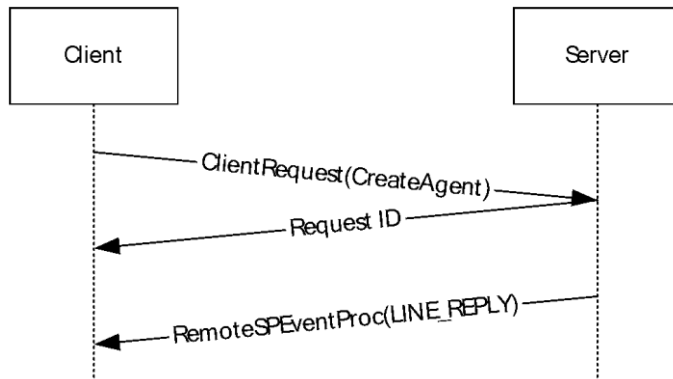 Client
Server
ClientRequest(CreateAgent)
Request ID
RemoteSPEventProc(LINE_REPLY)